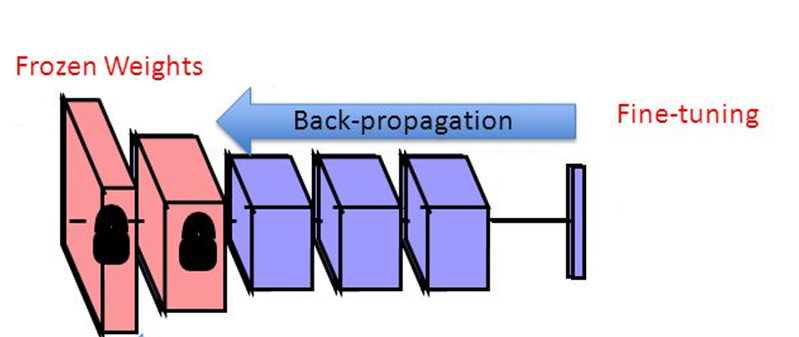 Frozen Weights
Back-propagation
Fine-tuning